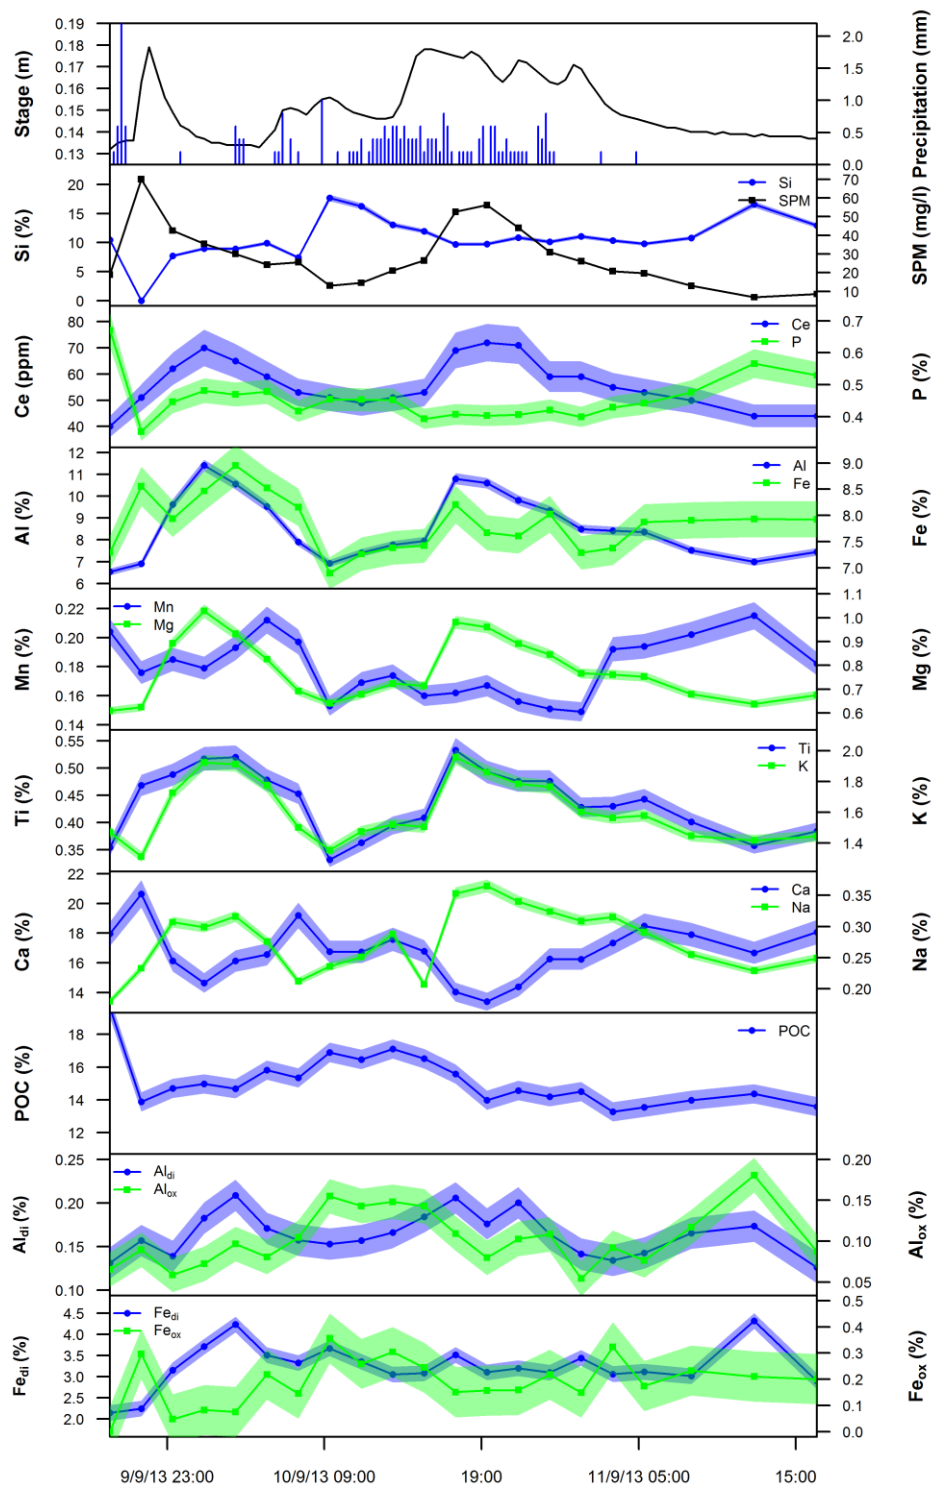 0.19
0.18
0.17
0.16
0.15
0.14
0.13
Stage (m)
2.0
1.5
1.0
0.5
0.0
Precipitation (mm)
20
15
10
5
0
Si (%)
Si
SPM
70
60
50
40
30
20
10
SPM (mg/l)
80
70
60
50
40
Ce (ppm)
Ce
P
0.7
0.6
0.5
0.4
P (%)
12
11
10
9
8
7
6
Al (%)
Al
Fe
9.0
8.5
8.0
7.5
7.0
Fe (%)
0.22
0.20
0.18
0.16
0.14
Mn (%)
Mn
Mg
1.1
1.0
0.9
0.8
0.7
0.6
Mg (%)
0.55
0.50
0.45
0.40
0.35
Ti (%)
Ti
K
2.0
1.8
1.6
1.4
K (%)
22
20
18
16
14
Ca (%)
Ca
Na
0.35
0.30
0.25
0.20
Na (%)
18
16
14
12
POC (%)
POC
0.25
0.20
0.15
0.10
Al<sub>di</sub> (%)
Al<sub>di</sub>
Al<sub>ox</sub>
0.20
0.15
0.10
0.05
Al<sub>ox</sub> (%)
4.5
4.0
3.5
3.0
2.5
2.0
Fe<sub>di</sub> (%)
Fe<sub>di</sub>
Fe<sub>ox</sub>
0.5
0.4
0.3
0.2
0.1
0.0
Fe<sub>ox</sub> (%)
9/9/13 23:00 10/9/13 09:00 19:00 11/9/13 05:00 15:00